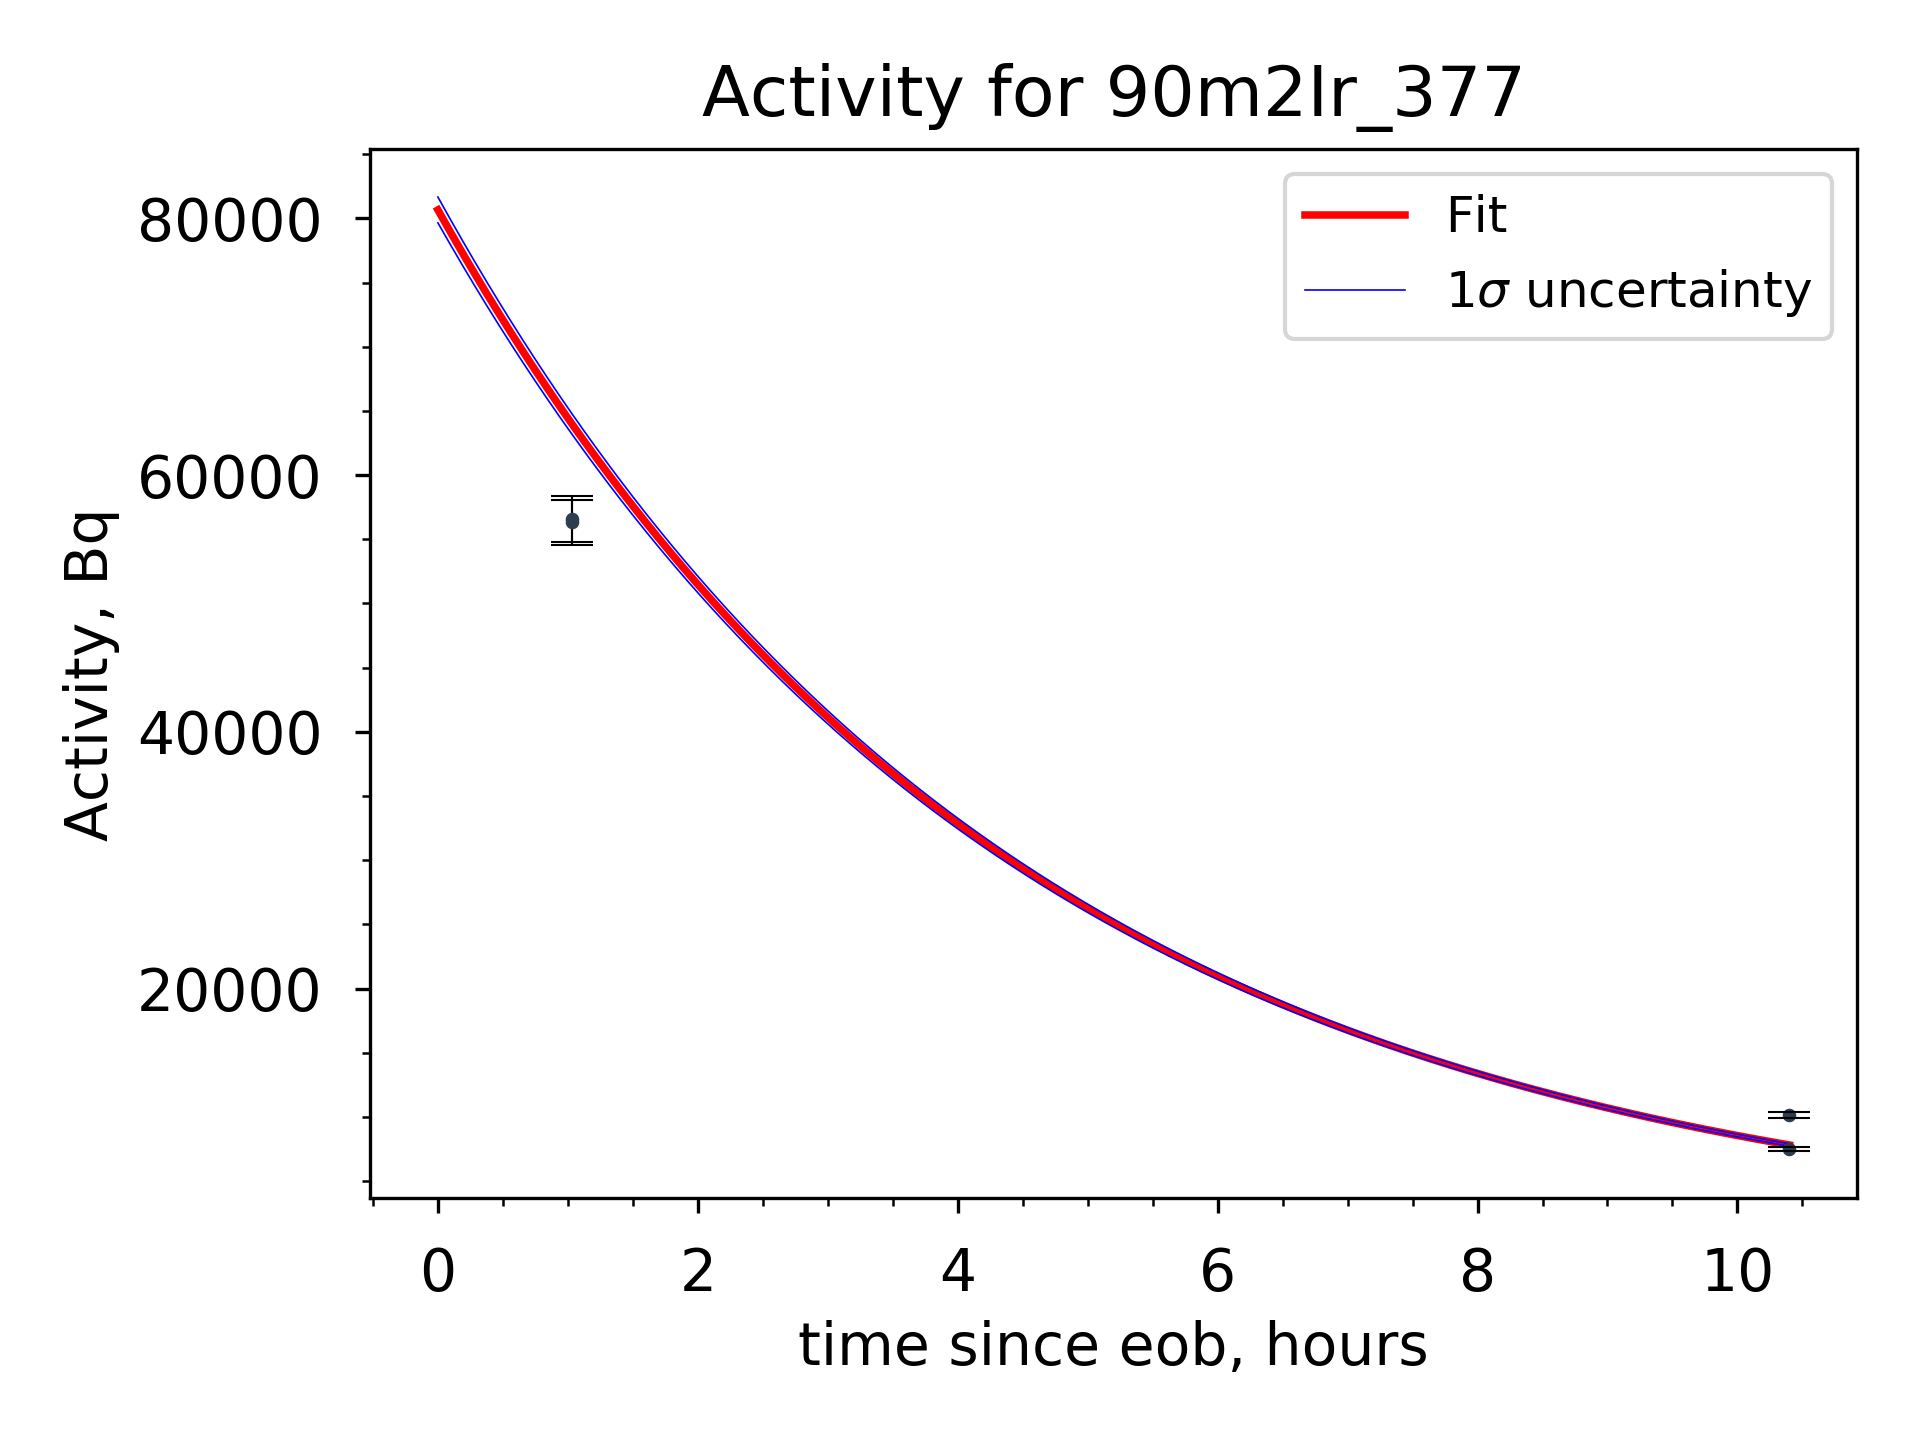 Activity for 90m2Ir_377
Fit
1σ uncertainty
80000
60000
40000
20000
Activity, Bq
0 2 4 6 8 10
time since eob, hours